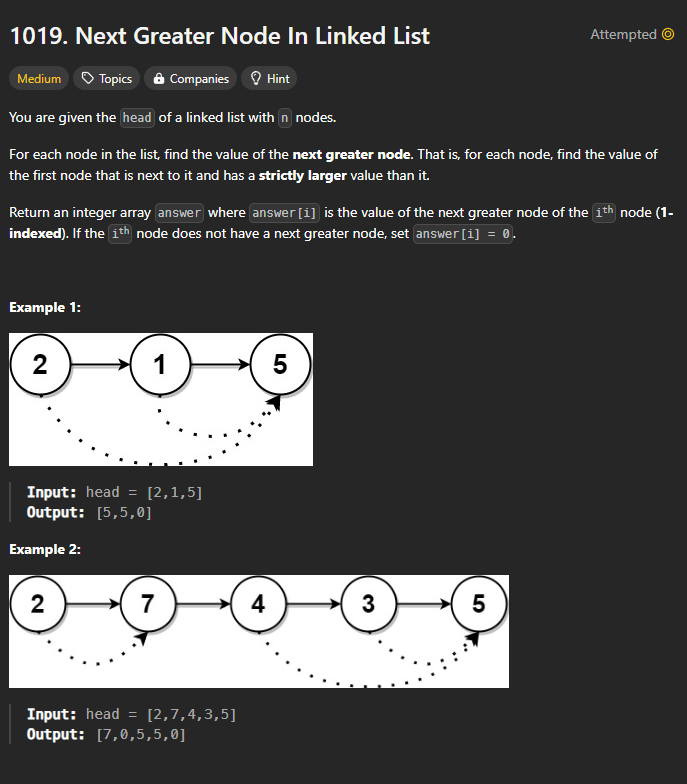 1019. Next Greater Node In Linked List
Attempted
Medium Topics Companies Hint
You are given the head of a linked list with n nodes.
For each node in the list, find the value of the next greater node. That is, for each node, find the value of
the first node that is next to it and has a strictly larger value than it.
Return an integer array answer where answer[i] is the value of the next greater node of the ith node (1-
indexed). If the ith node does not have a next greater node, set answer[i] = 0.
Example 1:
2 1 5
Input: head = [2,1,5]
Output: [5,5,0]
Example 2:
2 7 4 3 5
Input: head = [2,7,4,3,5]
Output: [7,0,5,5,0]